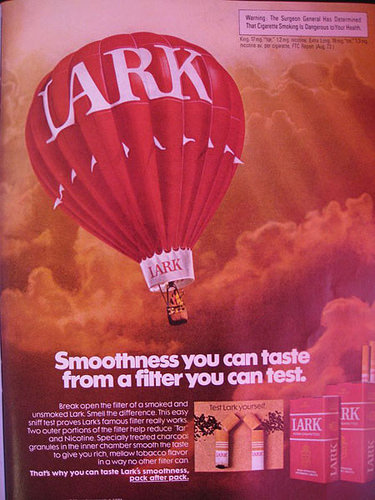 Warning: The Surgeon General Has Determined
That Cigarette Smoking Is Dangerous to Your Health.
LARK
LARK
Smoothness you can taste
from a filter you can test.
Break open the filter of a smoked and
unsmoked Lark. Smell the difference. This easy
sniff test proves Lark's famous filter really works.
Two outer portions of the filter help reduce "tar"
and Nicotine. Specially treated charcoal
granules in the inner chamber smooth the taste
to give you rich, mellow tobacco flavor
in a way no other filter can.
That's why you can taste Lark's smoothness,
pack after pack.
Test Lark yourself.
LARK
RK
LARK
LARK